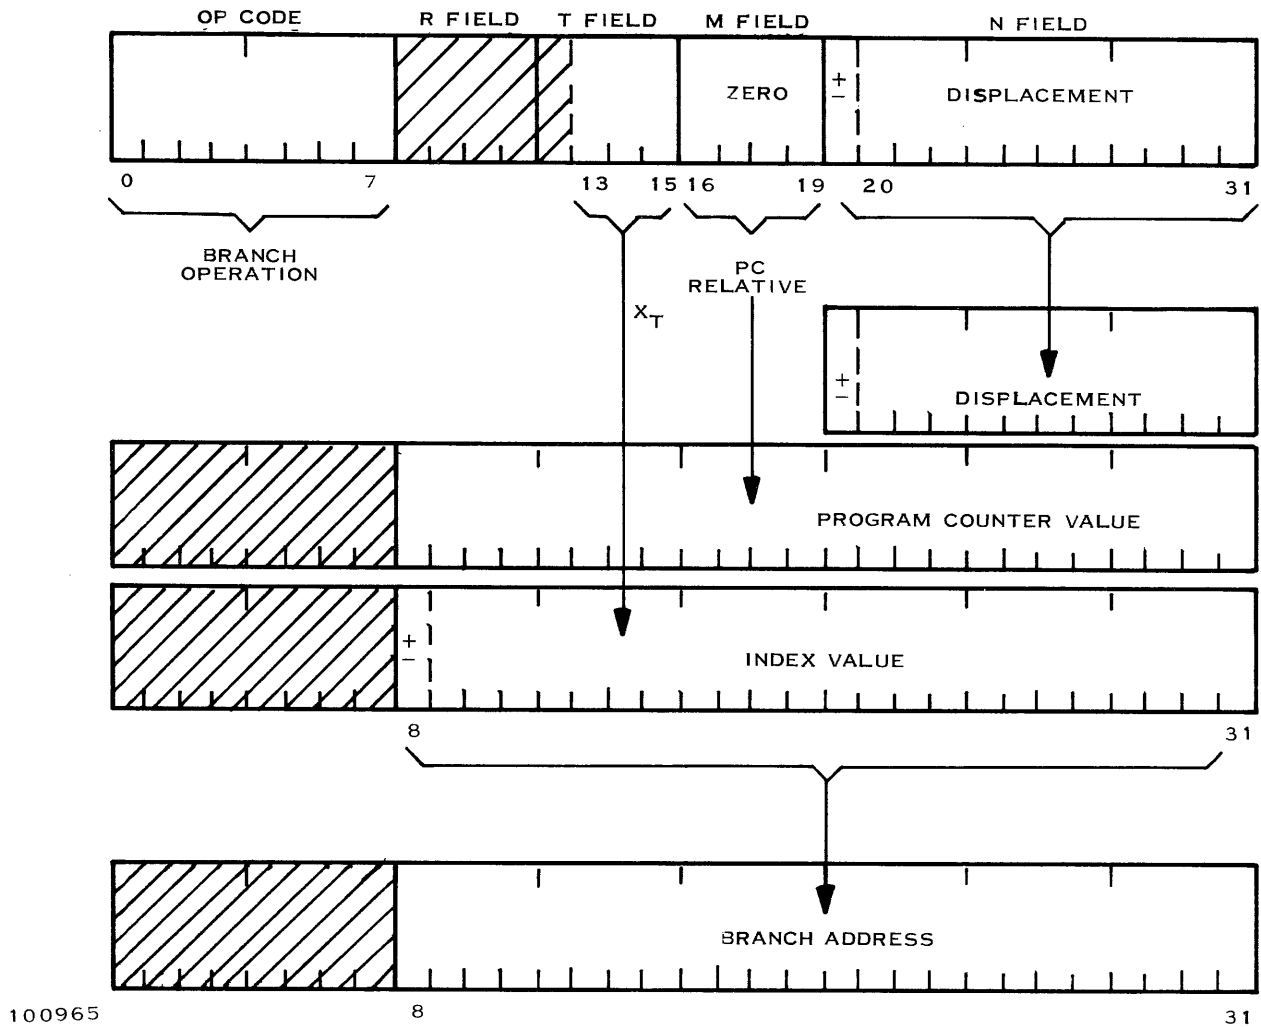 OP CODE R FIELD T FIELD M FIELD N FIELD
ZERO + - DISPLACEMENT
0 7 13 15 16 19 20 31
BRANCH
OPERATION
PC
RELATIVE
X_T
+ - DISPLACEMENT
PROGRAM COUNTER VALUE
+ - INDEX VALUE
8 31
BRANCH ADDRESS
100965 8 31